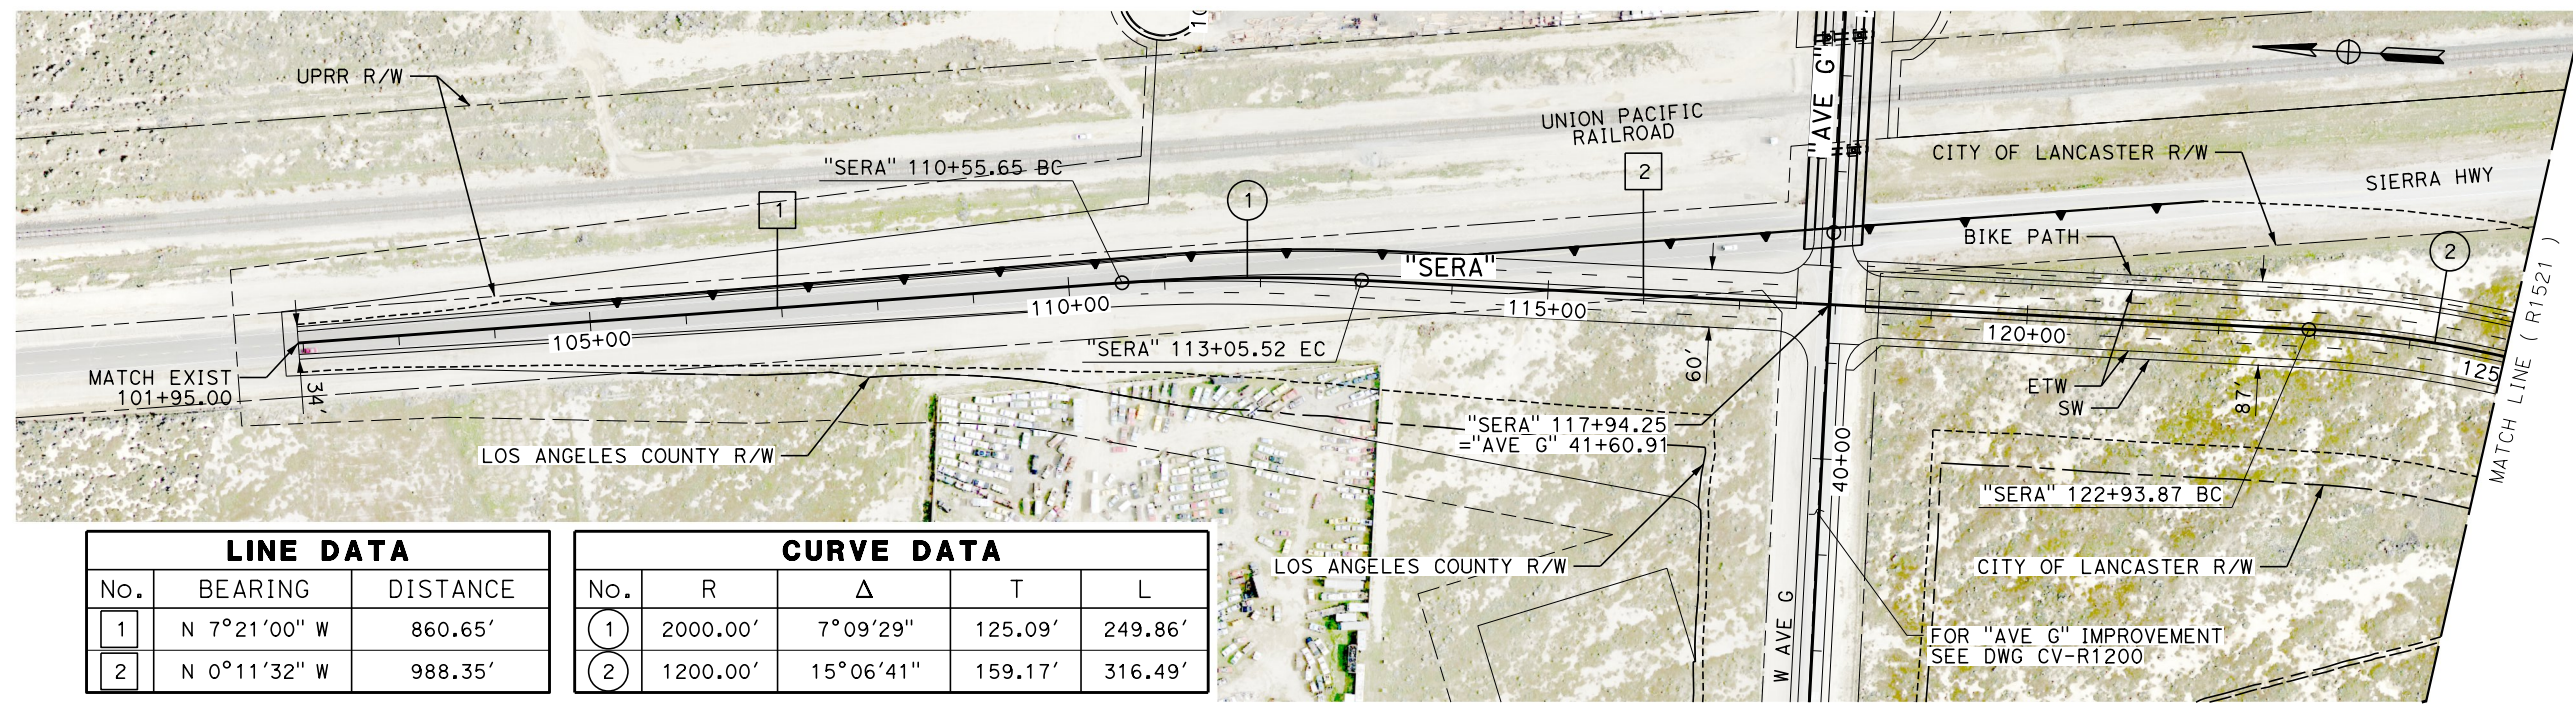 10
"AVE G"
UPRR R/W
UNION PACIFIC
RAILROAD
CITY OF LANCASTER R/W
SIERRA HWY
"SERA" 110+55.65 BC
1
1
2
BIKE PATH
2
"SERA"
110+00
115+00
105+00
120+00
"SERA" 113+05.52 EC
MATCH EXIST
101+95.00
34'
60'
ETW
SW
87'
125
MATCH LINE ( R1521 )
LOS ANGELES COUNTY R/W
"SERA" 117+94.25
="AVE G" 41+60.91
40+00
"SERA" 122+93.87 BC
LOS ANGELES COUNTY R/W
CITY OF LANCASTER R/W
W AVE G
FOR "AVE G" IMPROVEMENT
SEE DWG CV-R1200
LINE DATA
No. BEARING DISTANCE
1 N 7°21'00" W 860.65'
2 N 0°11'32" W 988.35'
CURVE DATA
No. R Δ T L
1 2000.00' 7°09'29" 125.09' 249.86'
2 1200.00' 15°06'41" 159.17' 316.49'